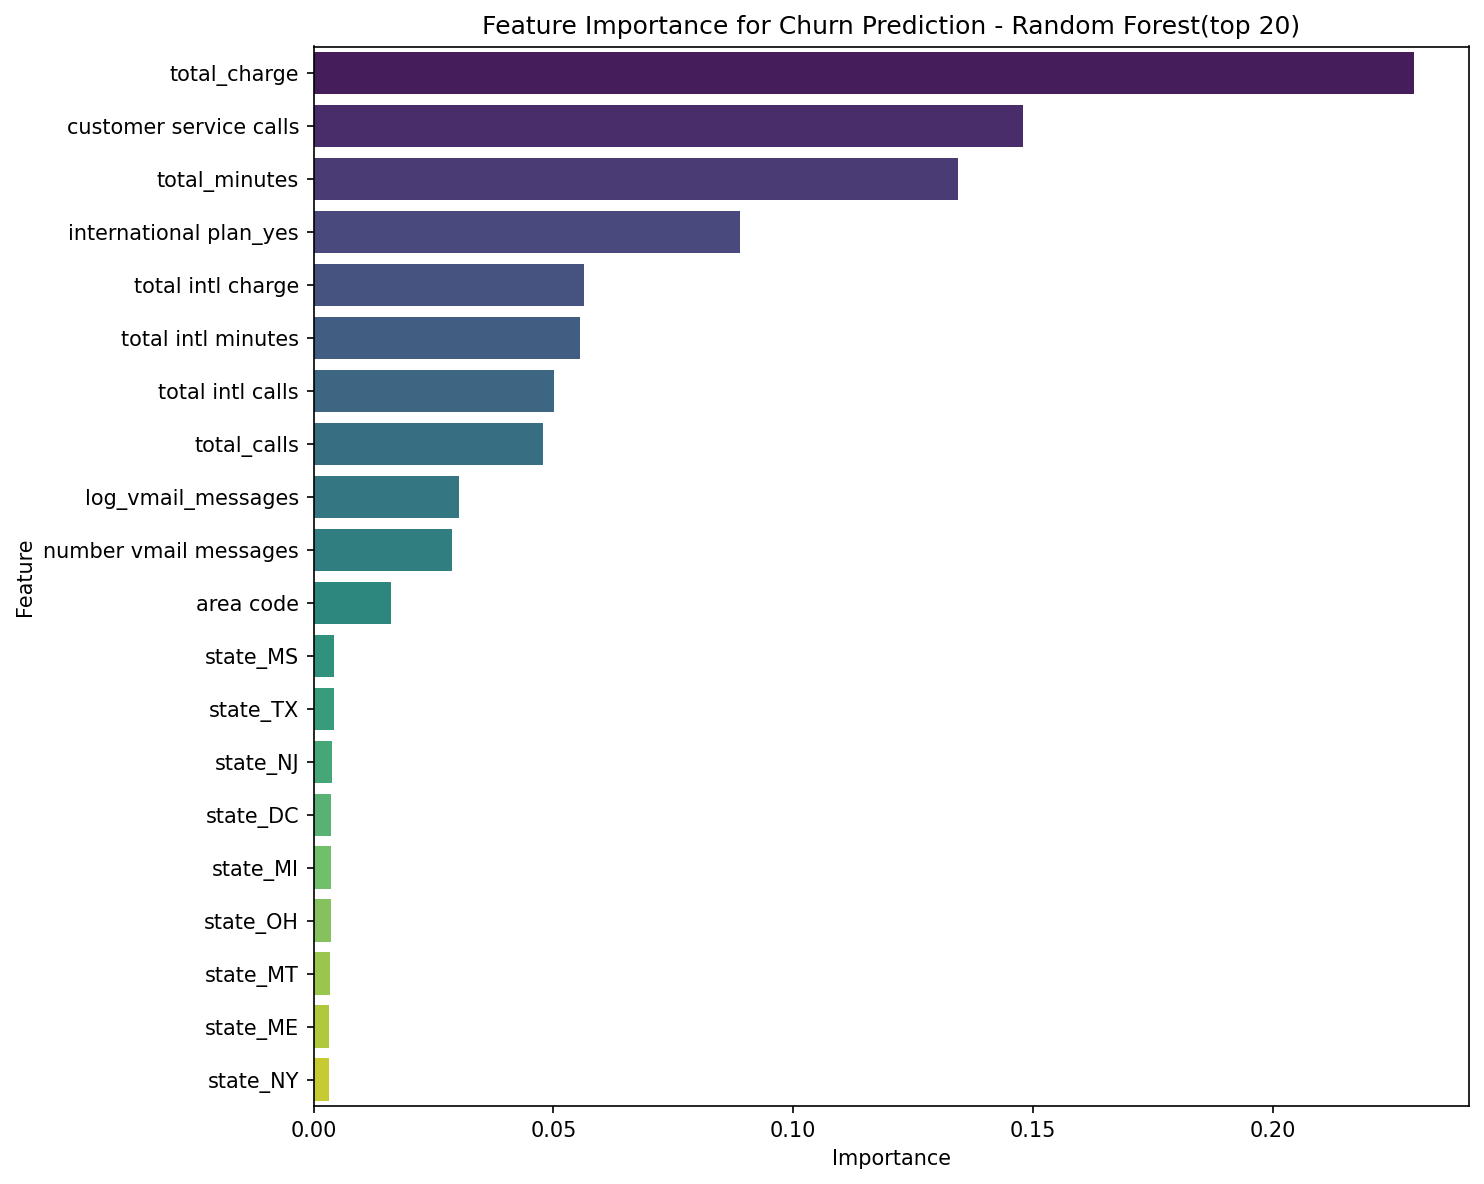 Feature Importance for Churn Prediction - Random Forest(top 20)
total_charge
customer service calls
total_minutes
international plan_yes
total intl charge
total intl minutes
total intl calls
total_calls
log_vmail_messages
number vmail messages
area code
state_MS
state_TX
state_NJ
state_DC
state_MI
state_OH
state_MT
state_ME
state_NY
Feature
0.00 0.05 0.10 0.15 0.20
Importance